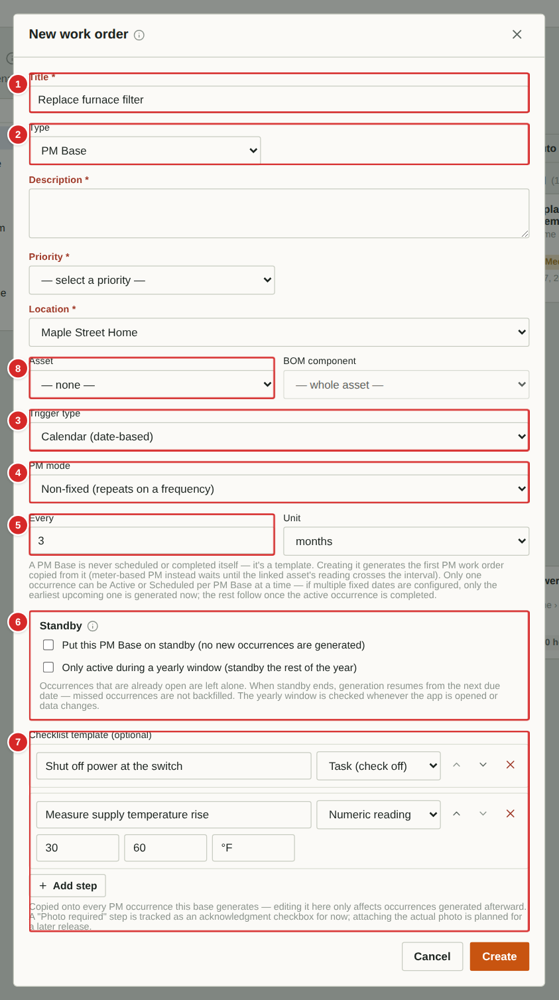 New work order
1
Title *
Replace furnace filter
2
Type
PM Base
Description *
Priority *
— select a priority —
Location *
Maple Street Home
8
Asset
BOM component
— none —
— whole asset —
3
Trigger type
Calendar (date-based)
4
PM mode
Non-fixed (repeats on a frequency)
5
Every
Unit
3
months
A PM Base is never scheduled or completed itself — it's a template. Creating it generates the first PM work order
copied from it (meter-based PM instead waits until the linked asset's reading crosses the interval). Only one
occurrence can be Active or Scheduled per PM Base at a time — if multiple fixed dates are configured, only the
earliest upcoming one is generated now; the rest follow once the active occurrence is completed.
6
Standby
Put this PM Base on standby (no new occurrences are generated)
Only active during a yearly window (standby the rest of the year)
Occurrences that are already open are left alone. When standby ends, generation resumes from the next due
date — missed occurrences are not backfilled. The yearly window is checked whenever the app is opened or
data changes.
7
Checklist template (optional)
Shut off power at the switch
Task (check off)
Measure supply temperature rise
Numeric reading
30
60
°F
+ Add step
Copied onto every PM occurrence this base generates — editing it here only affects occurrences generated afterward.
A "Photo required" step is tracked as an acknowledgment checkbox for now; attaching the actual photo is planned for
a later release.
Cancel
Create